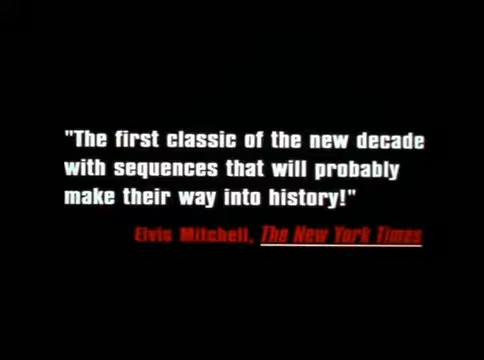 "The first classic of the new decade
with sequences that will probably
make their way into history!"
Elvis Mitchell, The New York Times